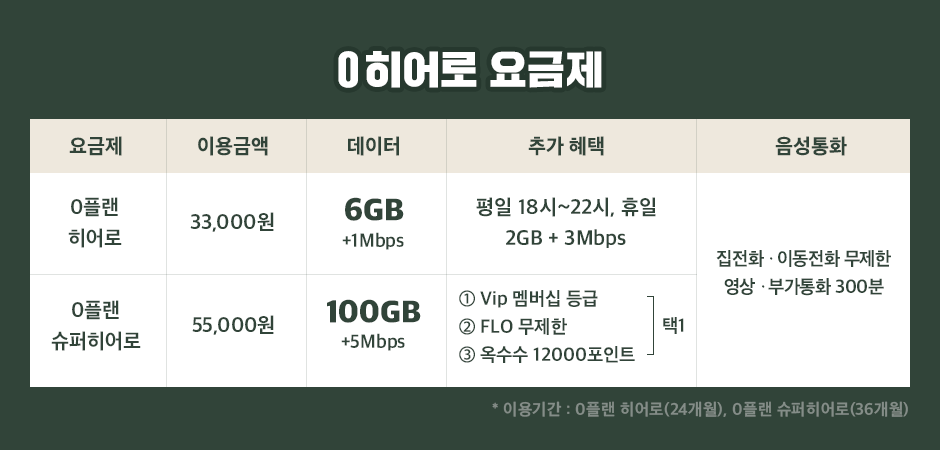 0히어로 요금제
요금제 이용금액 데이터 추가 혜택 음성통화
0플랜
히어로
33,000원
6GB
+1Mbps
평일 18시~22시, 휴일
2GB + 3Mbps
집전화 · 이동전화 무제한
영상 · 부가통화 300분
0플랜
슈퍼히어로
55,000원
100GB
+5Mbps
① Vip 멤버십 등급
② FLO 무제한
③ 옥수수 12000포인트
택1
* 이용기간 : 0플랜 히어로(24개월), 0플랜 슈퍼히어로(36개월)